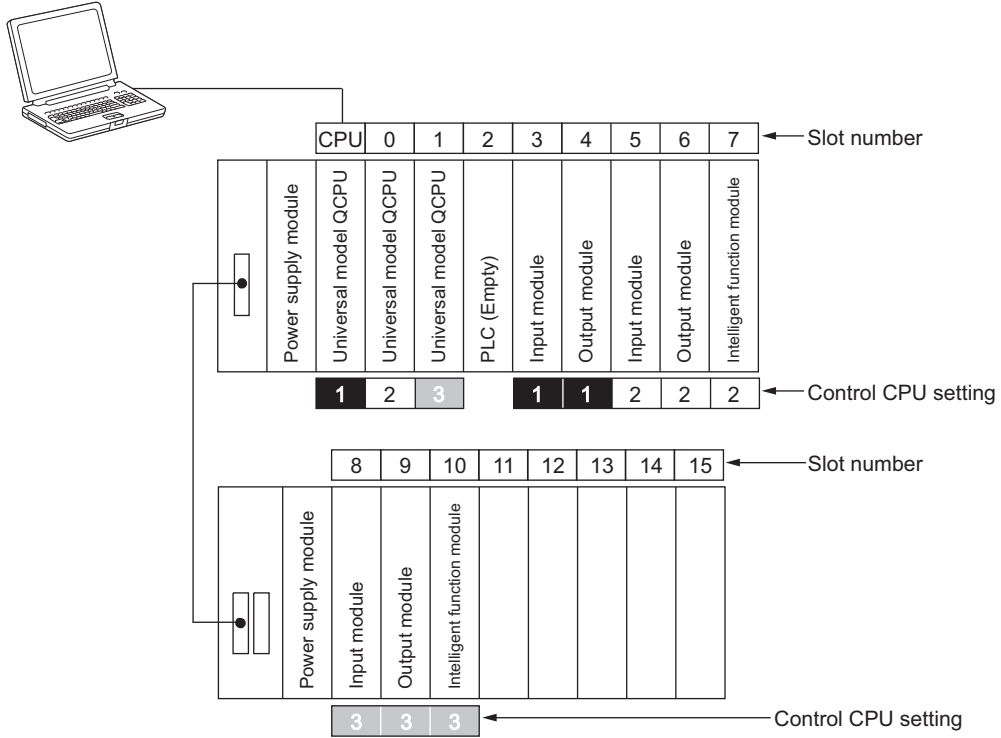 CPU 0 1 2 3 4 5 6 7 Slot number
Power supply module
Universal model QCPU
Universal model QCPU
Universal model QCPU
PLC (Empty)
Input module
Output module
Input module
Output module
Intelligent function module
1 2 3 1 1 2 2 2 Control CPU setting
8 9 10 11 12 13 14 15 Slot number
Power supply module
Input module
Output module
Intelligent function module
3 3 3 Control CPU setting